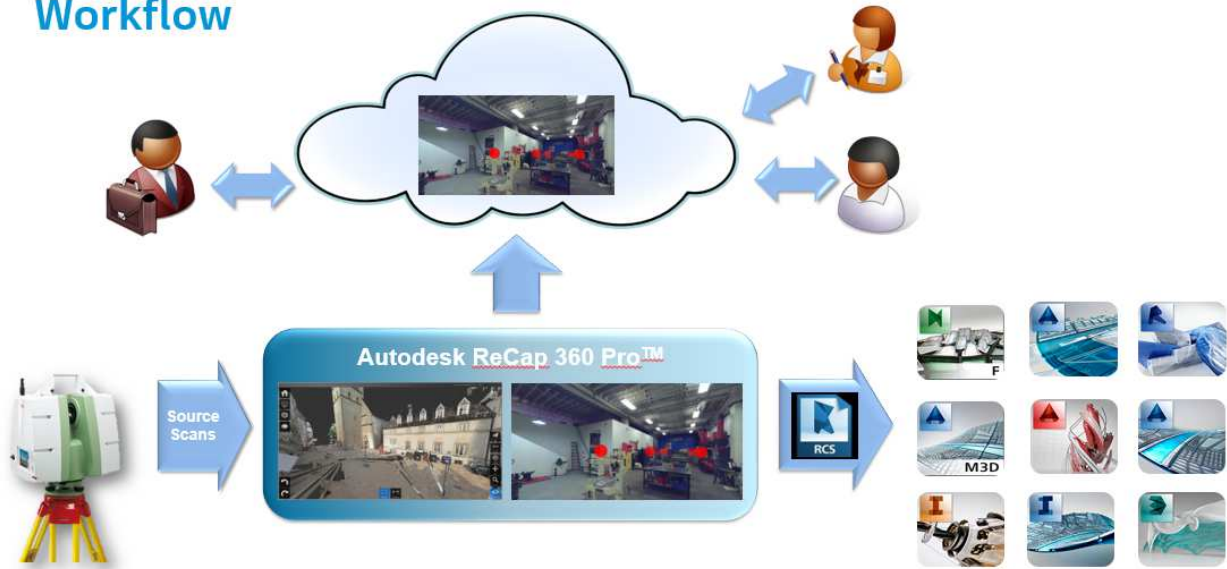 Workflow
Autodesk ReCap 360 Pro™
Source
Scans
RCS
F
M3D